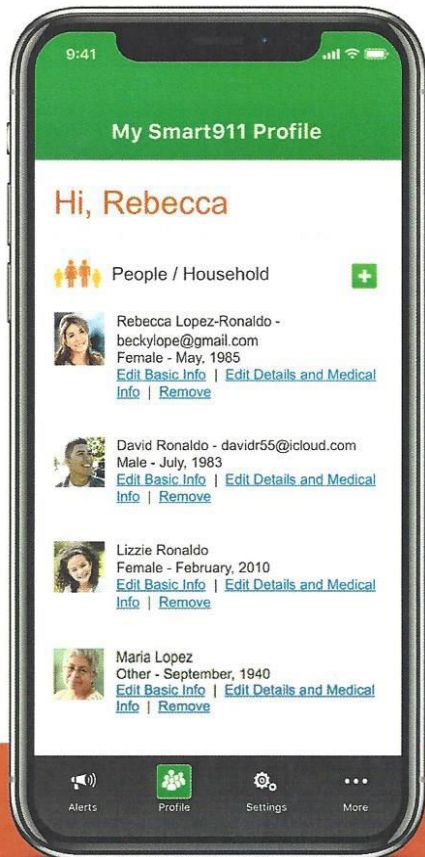 9:41
My Smart911 Profile
Hi, Rebecca
People / Household
Rebecca Lopez-Ronaldo -
beckylope@gmail.com
Female - May, 1985
Edit Basic Info | Edit Details and Medical
Info | Remove
David Ronaldo - davidr55@icloud.com
Male - July, 1983
Edit Basic Info | Edit Details and Medical
Info | Remove
Lizzie Ronaldo
Female - February, 2010
Edit Basic Info | Edit Details and Medical
Info | Remove
Maria Lopez
Other - September, 1940
Edit Basic Info | Edit Details and Medical
Info | Remove
Alerts Profile Settings More